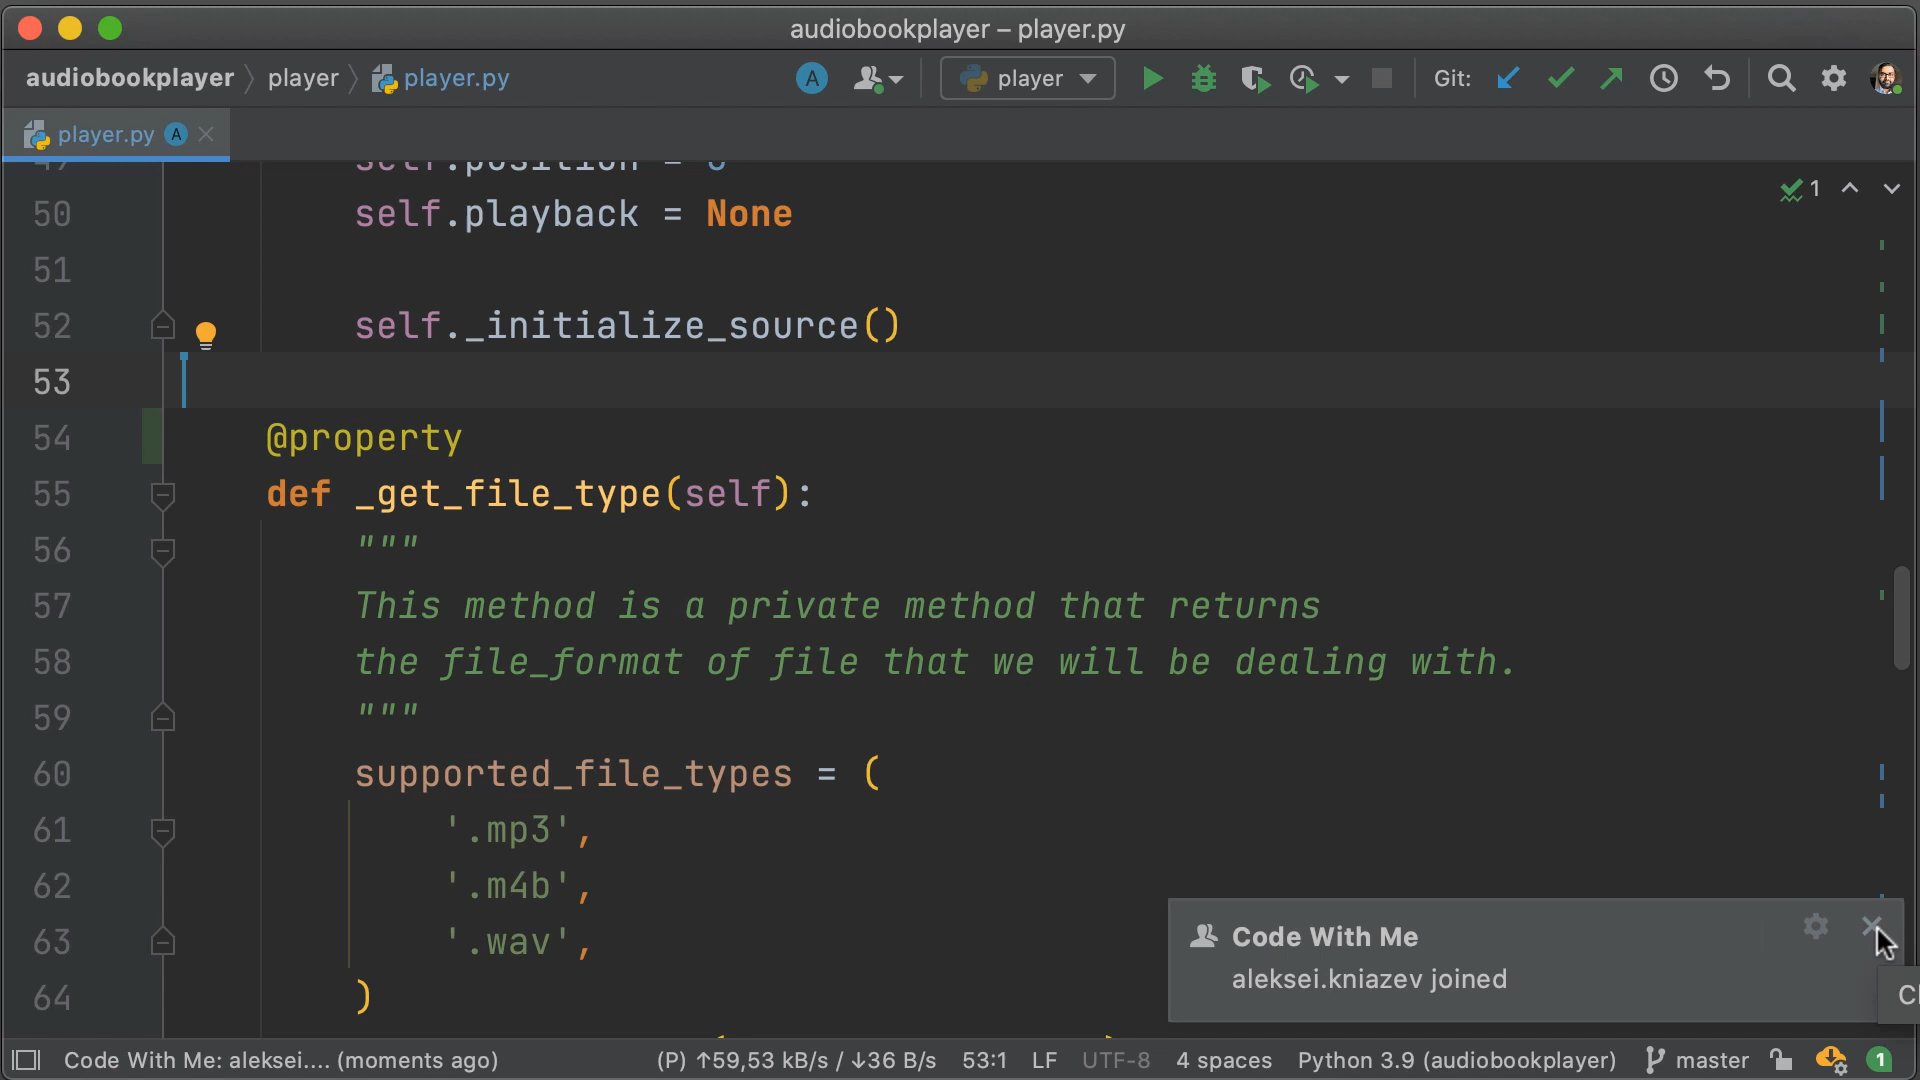 audiobookplayer – player.py
audiobookplayer player player.py A player Git:
player.py A
49 self.position = 0
50 self.playback = None
1
51
52 self._initialize_source()
53
54 @property
55 def _get_file_type(self):
56 """
57 This method is a private method that returns
58 the file_format of file that we will be dealing with.
59 """
60 supported_file_types = (
61 '.mp3',
62 '.m4b',
63 '.wav',
64 )
Code With Me
aleksei.kniazev joined
Code With Me: aleksei.... (moments ago) (P) ↑59,53 kB/s / ↓36 B/s 53:1 LF UTF-8 4 spaces Python 3.9 (audiobookplayer) master 1